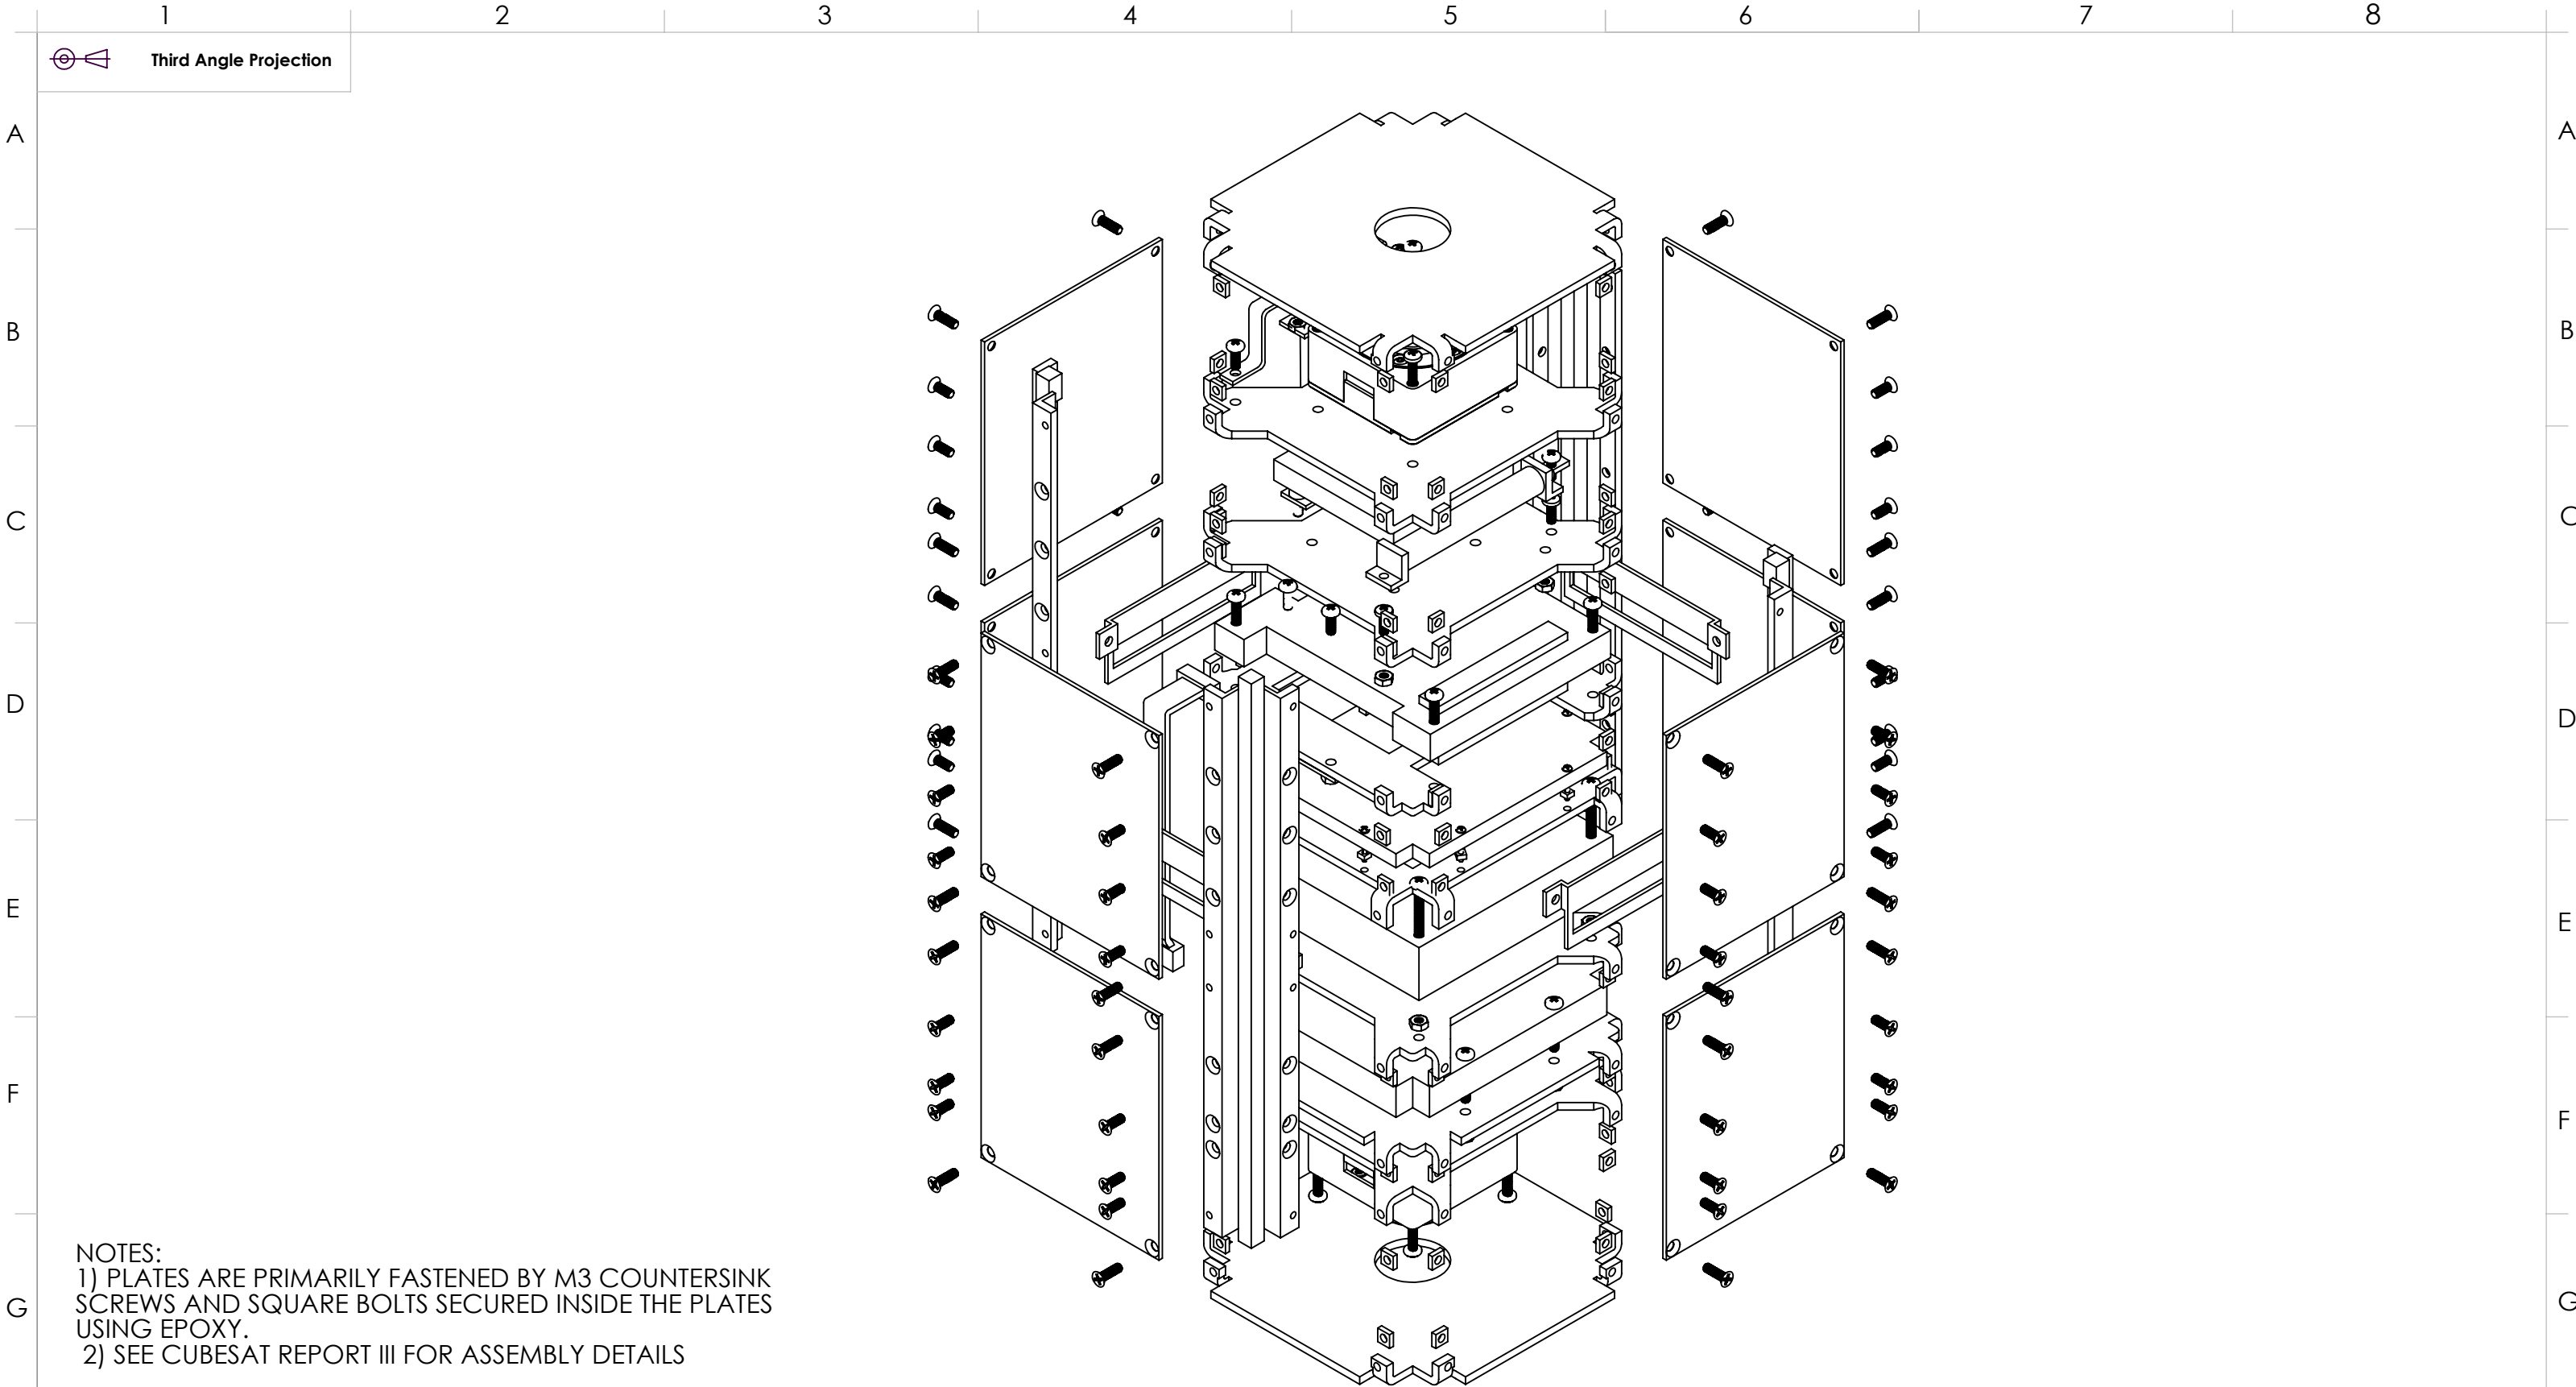 1 2 3 4 5 6 7 8
Third Angle Projection
A A
B B
C C
D D
E E
F F
G G
NOTES:
1) PLATES ARE PRIMARILY FASTENED BY M3 COUNTERSINK
SCREWS AND SQUARE BOLTS SECURED INSIDE THE PLATES
USING EPOXY.
2) SEE CUBESAT REPORT III FOR ASSEMBLY DETAILS